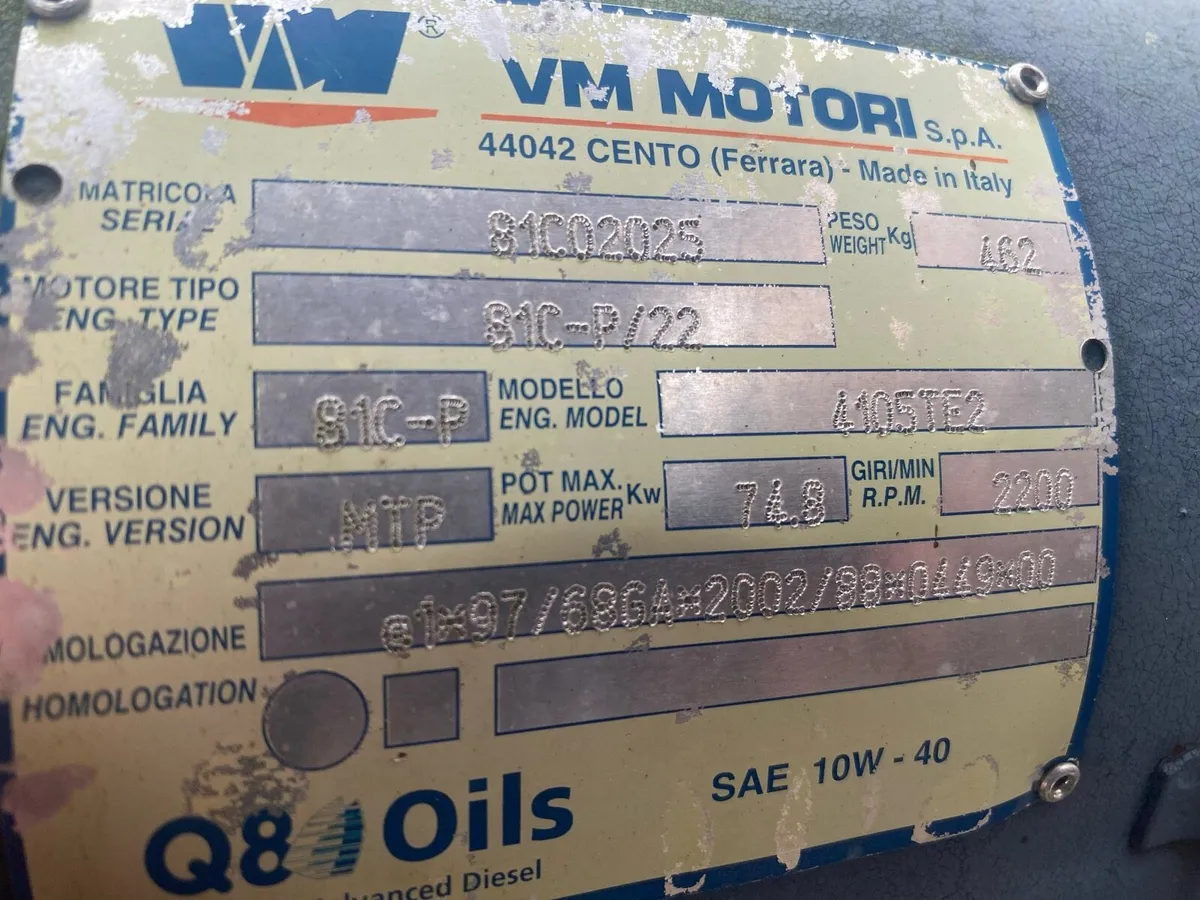 VM ®
VM MOTORI S.p.A.
44042 CENTO (Ferrara) - Made in Italy
MATRICOLA
SERIAL
81C02025
PESO
WEIGHT Kg
462
MOTORE TIPO
ENG. TYPE
81C-P/22
FAMIGLIA
ENG. FAMILY
81C-P
MODELLO
ENG. MODEL
4105TE2
VERSIONE
ENG. VERSION
MTP
POT MAX.
MAX POWER Kw
74.8
GIRI/MIN
R.P.M.
2200
OMOLOGAZIONE
HOMOLOGATION
e1*97/68GA*2002/88*0449*00
SAE 10W - 40
Q8 Oils
Advanced Diesel